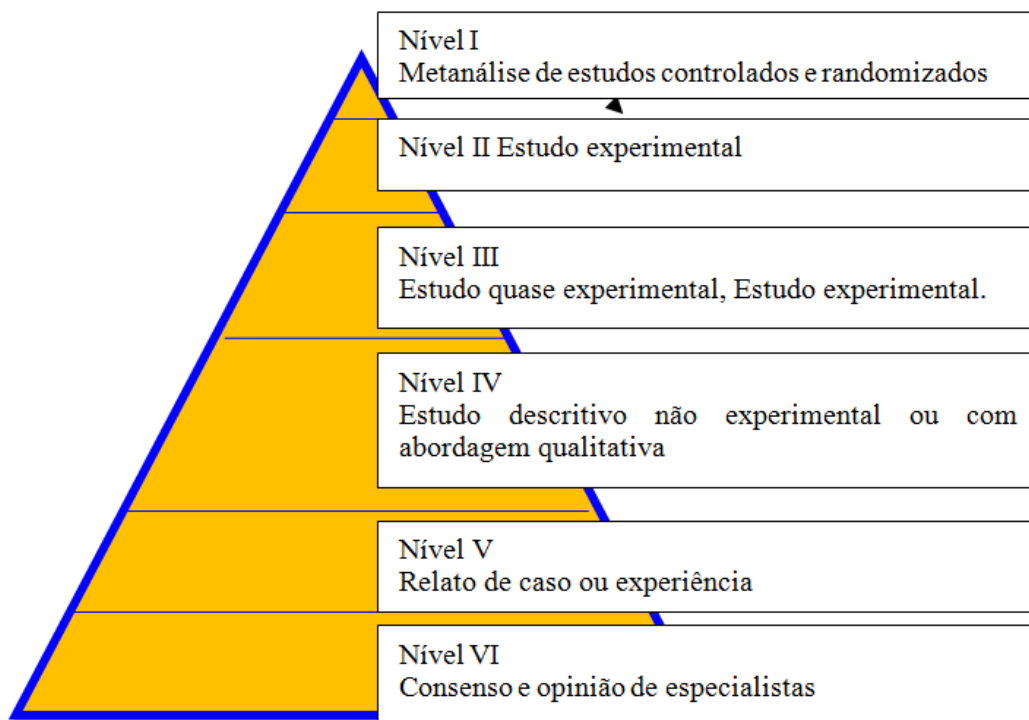 Nível I
Metanálise de estudos controlados e randomizados
Nível II Estudo experimental
Nível III
Estudo quase experimental, Estudo experimental.
Nível IV
Estudo descritivo não experimental ou com
abordagem qualitativa
Nível V
Relato de caso ou experiência
Nível VI
Consenso e opinião de especialistas